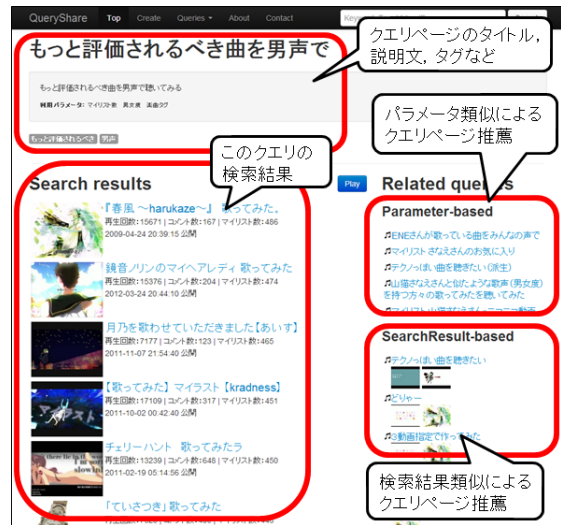 QueryShare Top Create Queries About Contact
もっと評価されるべき曲を男声で
もっと評価されるべき曲を男声で聴いてみる
利用パラメータ: マイリスト数 男女度 楽曲タグ
もっと評価されるべき 男声
クエリページのタイトル,
説明文, タグなど
パラメータ類似による
クエリページ推薦
このクエリの
検索結果
Search results
Play
『春風 ～harukaze～』 歌ってみた。
再生回数:15671 | コメント数:167 | マイリスト数:486
2009-04-24 20:39:15 公開
鏡音ノリンのマイヘアレディ 歌ってみた
再生回数:15376 | コメント数:204 | マイリスト数:474
2012-03-24 20:44:10 公開
月乃を歌わせていただきました【あいす】
再生回数:7177 | コメント数:123 | マイリスト数:465
2011-11-07 21:54:40 公開
【歌ってみた】 マイラスト 【kradness】
再生回数:17109 | コメント数:317 | マイリスト数:451
2011-10-02 00:42:40 公開
チェリーハント 歌ってみたラ
再生回数:13239 | コメント数:648 | マイリスト数:450
2011-02-19 05:14:56 公開
「ていさつき」 歌ってみた
Related queries
Parameter-based
♬ENEさんが歌っている曲をみんなの声で
♬マイリスト さなえさんのお気に入り
♬テクノっぽい曲を聴きたい（派生）
♬山猫さなえさんと似たような歌声（男女度）
を持つ方々の歌ってみたを聴いてみた
SearchResult-based
♬テクノっぽい曲を聴きたい
♬どりゃー
♬3動画指定で作ってみた
検索結果類似による
クエリページ推薦